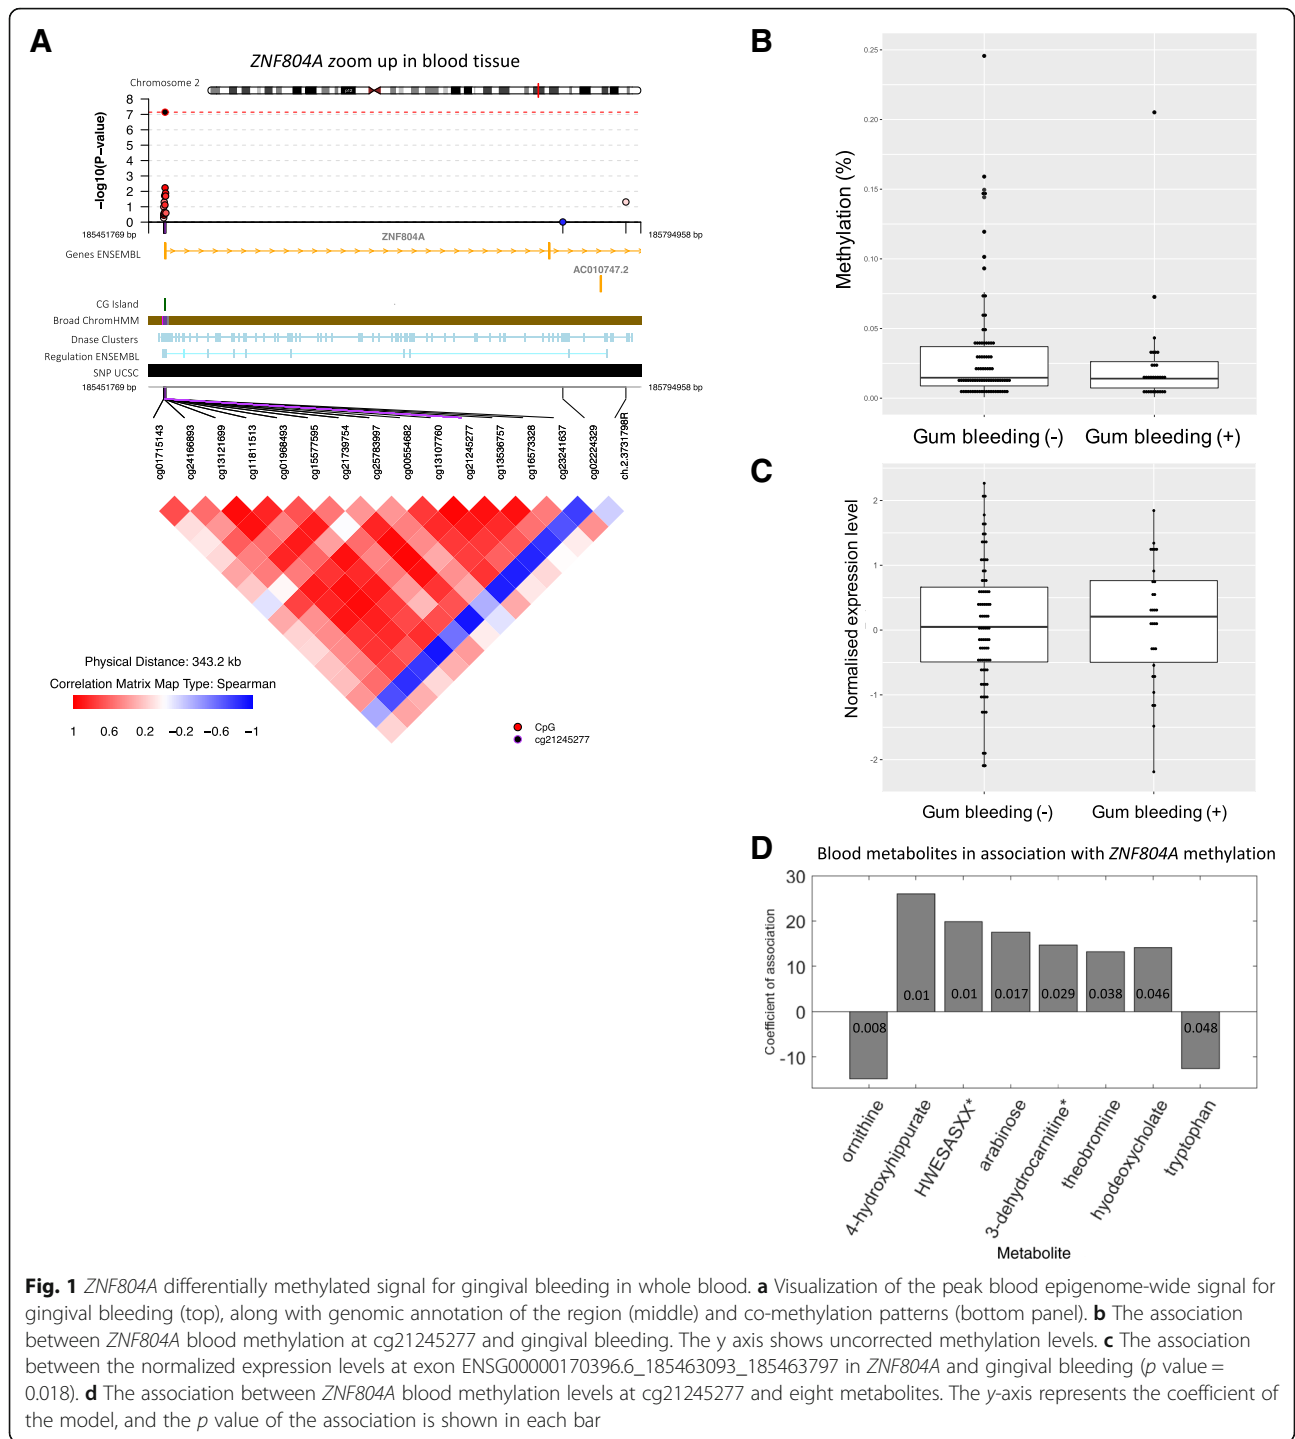 A
ZNF804A zoom up in blood tissue
Chromosome 2
8
7
6
5
4
3
2
1
0
−log10(P−value)
185451769 bp
185794958 bp
ZNF804A
Genes ENSEMBL
AC010747.2
CG Island
Broad ChromHMM
Dnase Clusters
Regulation ENSEMBL
SNP UCSC
185451769 bp
185794958 bp
cg01715143
cg24166893
cg13121699
cg11811513
cg01968493
cg15577595
cg21739754
cg25783997
cg00554682
cg13107760
cg21245277
cg13536757
cg16573328
cg23241637
cg02224329
ch.2.3731798R
Physical Distance: 343.2 kb
Correlation Matrix Map Type: Spearman
1 0.6 0.2 −0.2 −0.6 −1
CpG
cg21245277
B
0.25
0.20
0.15
0.10
0.05
0.00
Methylation (%)
Gum bleeding (-) Gum bleeding (+)
C
2
1
0
-1
-2
Normalised expression level
Gum bleeding (-) Gum bleeding (+)
D
Blood metabolites in association with ZNF804A methylation
30
20
10
0
-10
Coefficient of association
0.008
0.01
0.01
0.017
0.029
0.038
0.046
0.048
ornithine
4-hydroxyhippurate
HWESASXX*
arabinose
3-dehydrocarnitine*
theobromine
hyodeoxycholate
tryptophan
Metabolite
Fig. 1 ZNF804A differentially methylated signal for gingival bleeding in whole blood. a Visualization of the peak blood epigenome-wide signal for
gingival bleeding (top), along with genomic annotation of the region (middle) and co-methylation patterns (bottom panel). b The association
between ZNF804A blood methylation at cg21245277 and gingival bleeding. The y axis shows uncorrected methylation levels. c The association
between the normalized expression levels at exon ENSG00000170396.6_185463093_185463797 in ZNF804A and gingival bleeding (p value =
0.018). d The association between ZNF804A blood methylation levels at cg21245277 and eight metabolites. The y-axis represents the coefficient of
the model, and the p value of the association is shown in each bar